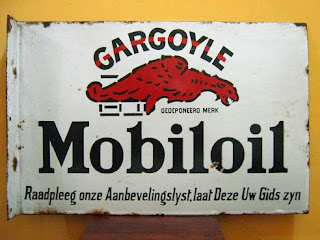 GARGOYLE
GEDEPONEERD MERK
Mobiloil
Raadpleeg onze Aanbevelingslyst, laat Deze Uw Gids zyn